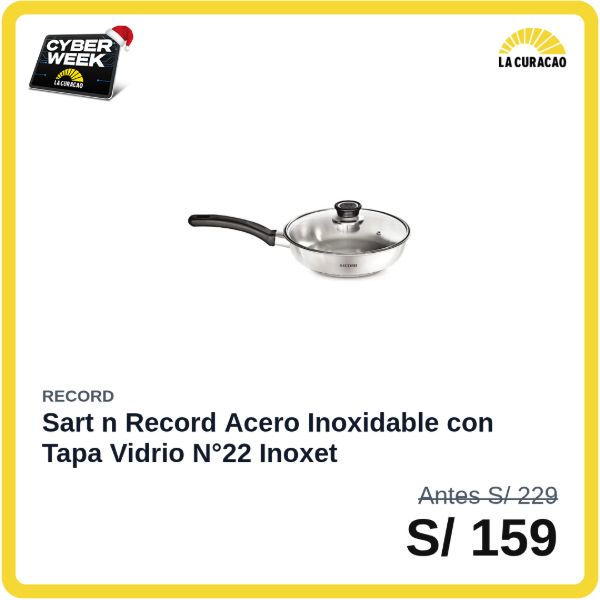 CYBER
WEEK
LA CURACAO
LA CURACAO
RECORD
RECORD
Sart n Record Acero Inoxidable con
Tapa Vidrio N°22 Inoxet
Antes S/ 229
S/ 159